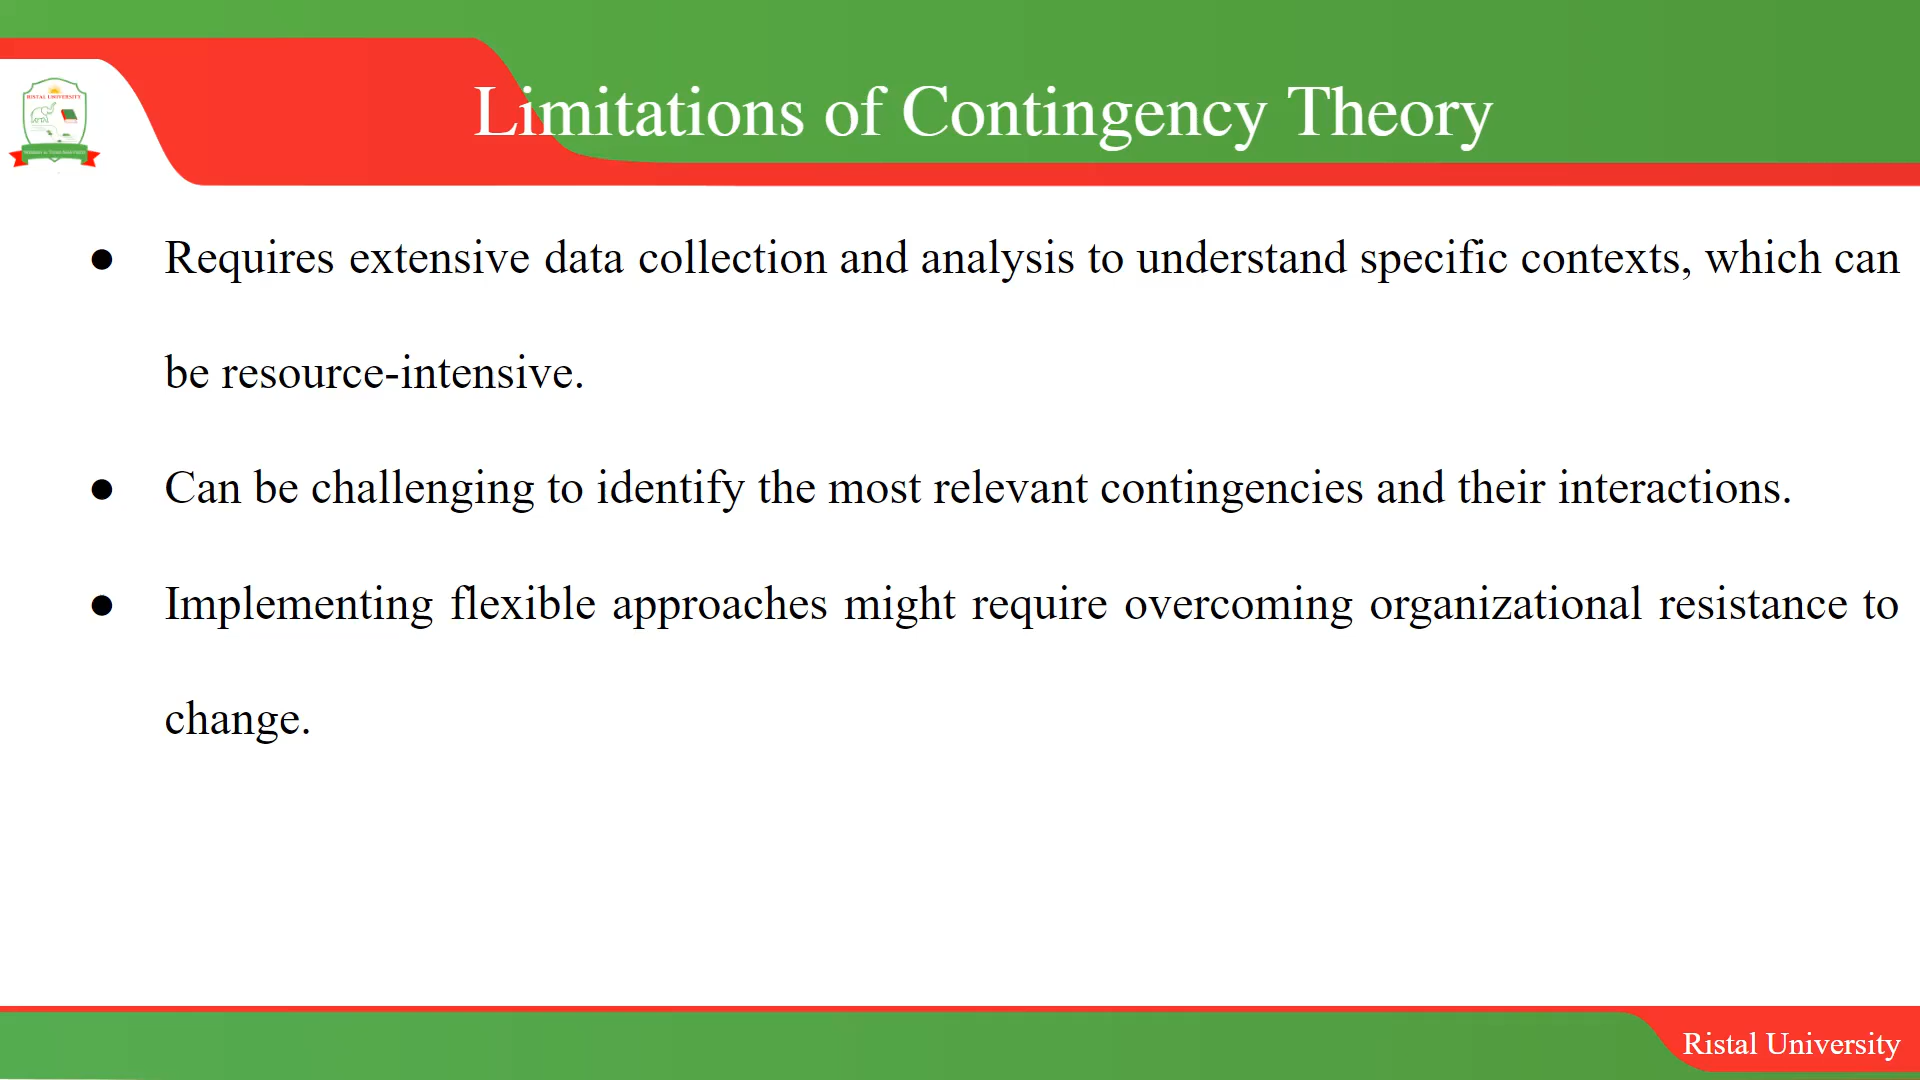 RISTAL UNIVERSITY
Limitations of Contingency Theory
● Requires extensive data collection and analysis to understand specific contexts, which can
be resource-intensive.
● Can be challenging to identify the most relevant contingencies and their interactions.
● Implementing flexible approaches might require overcoming organizational resistance to
change.
Ristal University